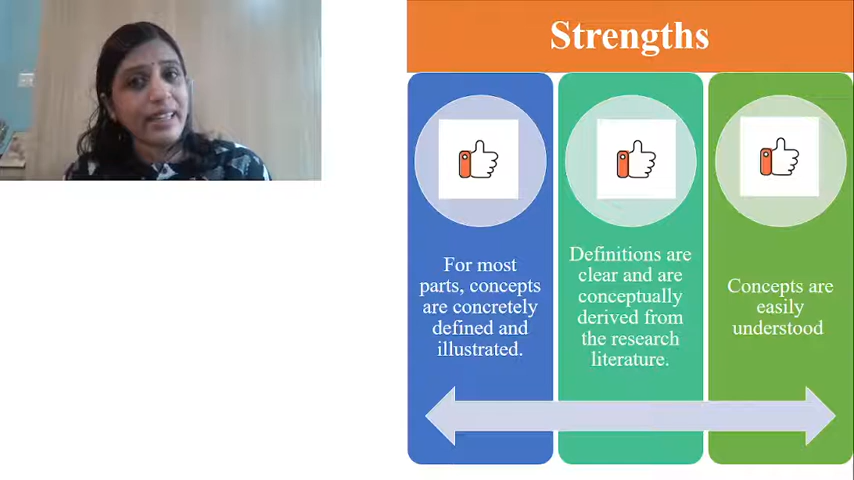 Strengths
For most
parts, concepts
are concretely
defined and
illustrated.
Definitions are
clear and are
conceptually
derived from
the research
literature.
Concepts are
easily
understood